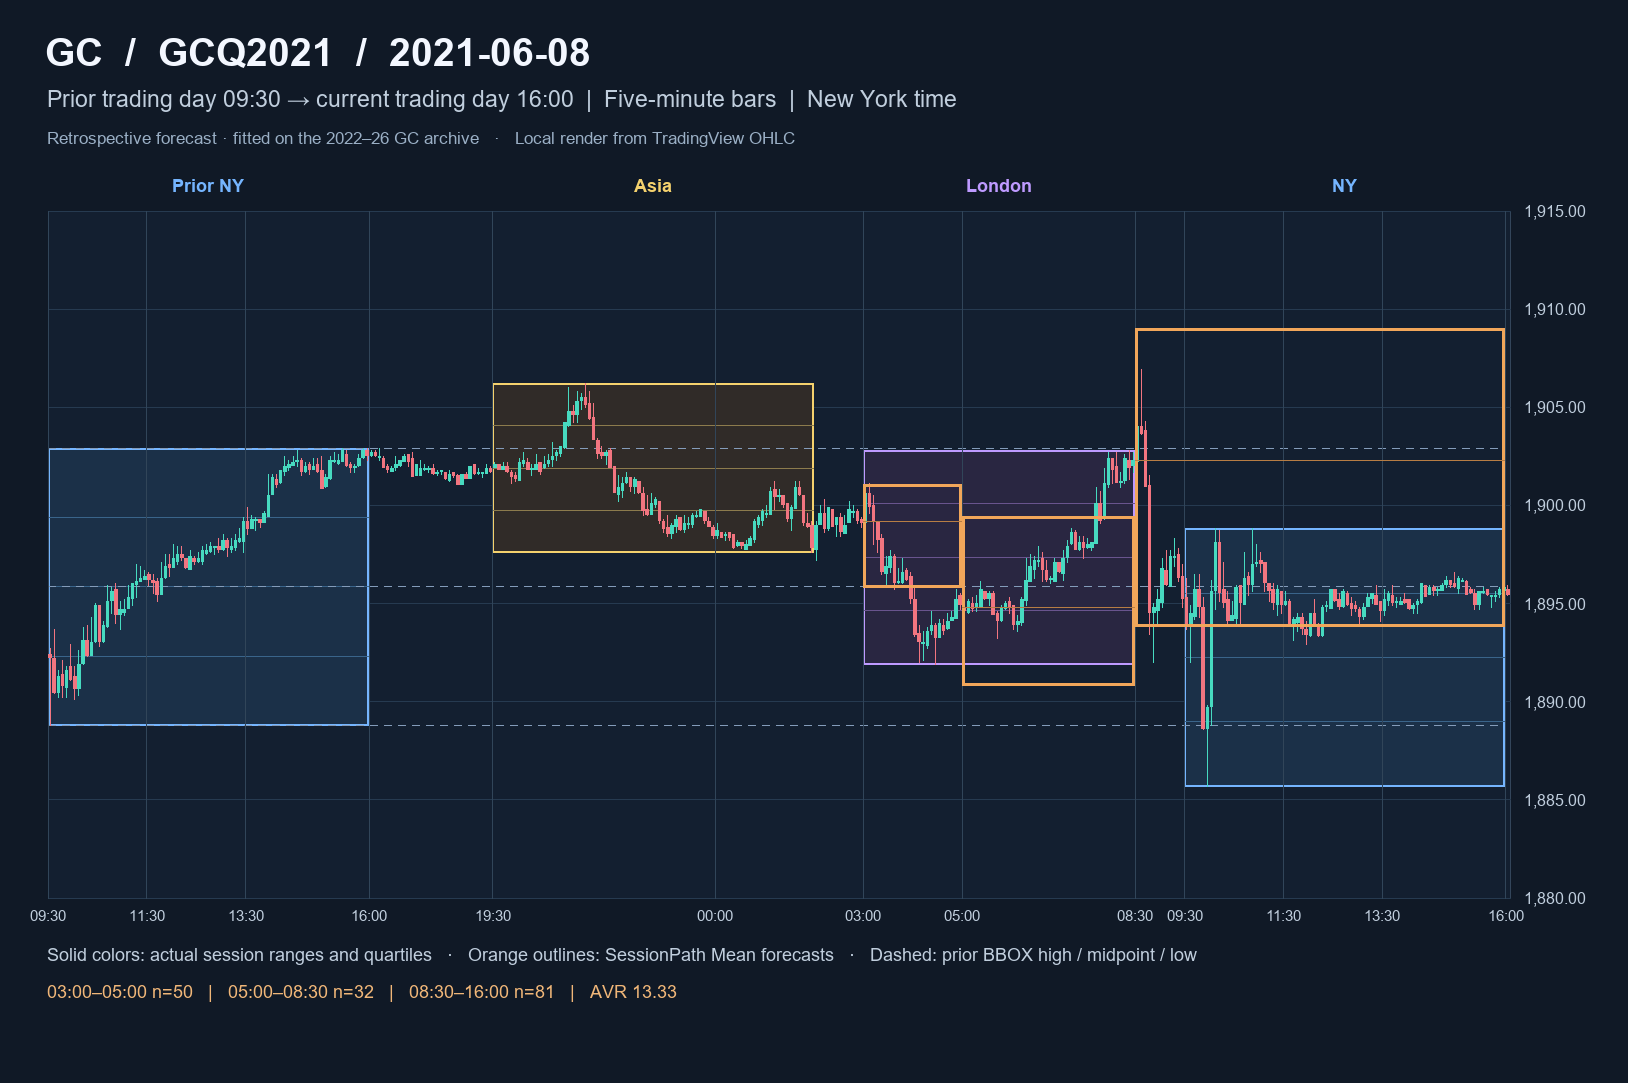 GC / GCQ2021 / 2021-06-08
Prior trading day 09:30 → current trading day 16:00 | Five-minute bars | New York time
Retrospective forecast · fitted on the 2022–26 GC archive · Local render from TradingView OHLC
Prior NY Asia London NY
1,915.00
1,910.00
1,905.00
1,900.00
1,895.00
1,890.00
1,885.00
1,880.00
09:30 11:30 13:30 16:00 19:30 00:00 03:00 05:00 08:30 09:30 11:30 13:30 16:00
Solid colors: actual session ranges and quartiles · Orange outlines: SessionPath Mean forecasts · Dashed: prior BBOX high / midpoint / low
03:00–05:00 n=50 | 05:00–08:30 n=32 | 08:30–16:00 n=81 | AVR 13.33